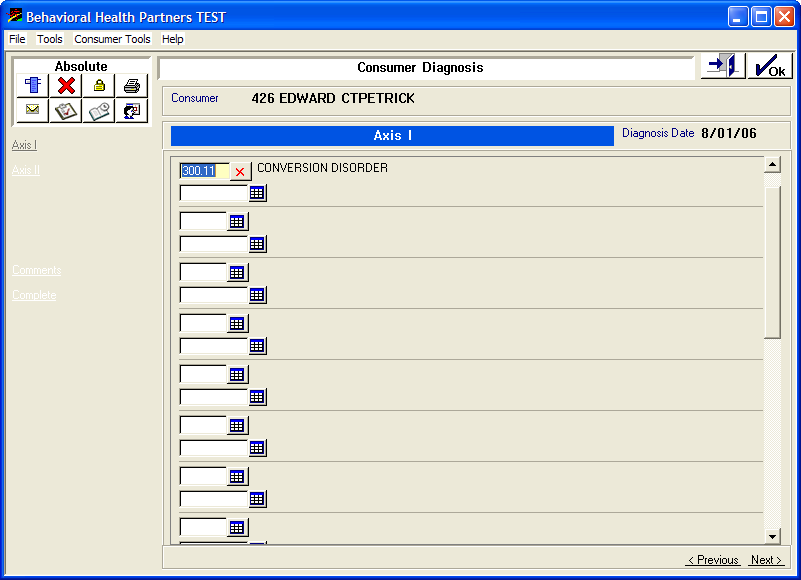 Behavioral Health Partners TEST
File Tools Consumer Tools Help
Absolute
Consumer Diagnosis
Ok
Consumer 426 EDWARD CTPETRICK
Axis I
Diagnosis Date 8/01/06
Axis I
Axis II
Comments
Complete
300.11 CONVERSION DISORDER
< Previous Next >